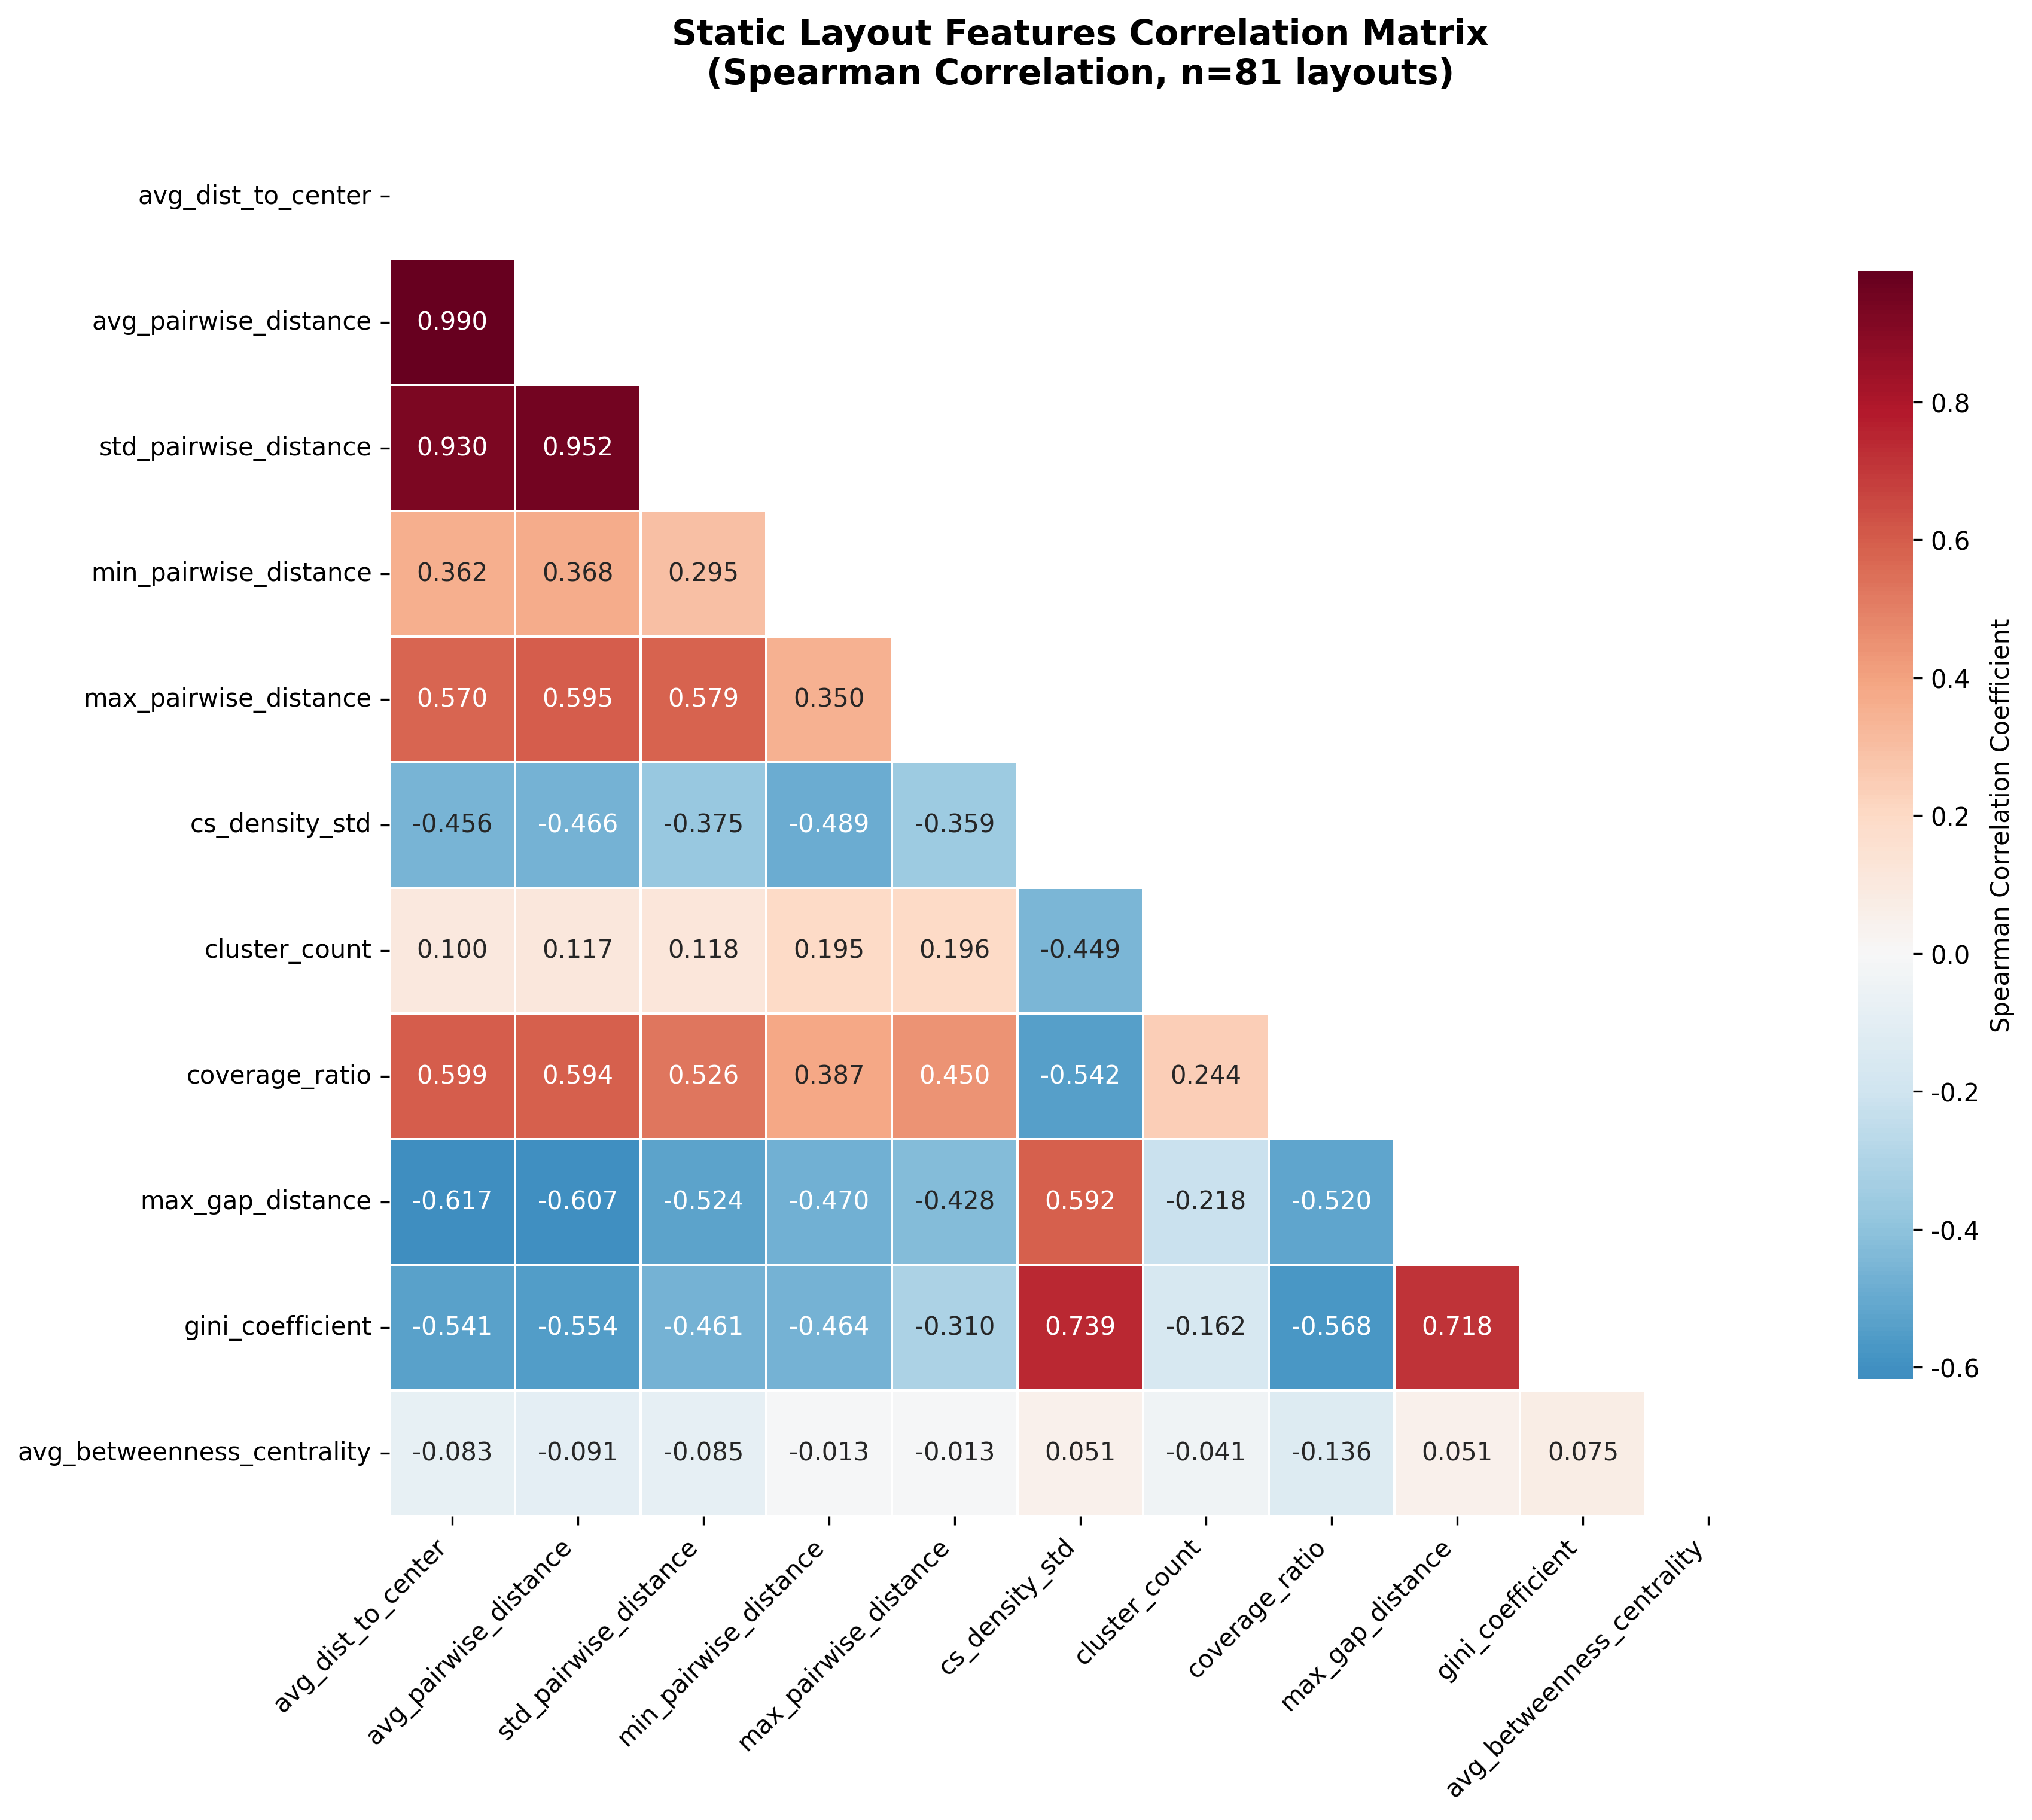 Static Layout Features Correlation Matrix
(Spearman Correlation, n=81 layouts)
avg_dist_to_center
avg_pairwise_distance 0.990
std_pairwise_distance 0.930 0.952
min_pairwise_distance 0.362 0.368 0.295
max_pairwise_distance 0.570 0.595 0.579 0.350
cs_density_std -0.456 -0.466 -0.375 -0.489 -0.359
cluster_count 0.100 0.117 0.118 0.195 0.196 -0.449
coverage_ratio 0.599 0.594 0.526 0.387 0.450 -0.542 0.244
max_gap_distance -0.617 -0.607 -0.524 -0.470 -0.428 0.592 -0.218 -0.520
gini_coefficient -0.541 -0.554 -0.461 -0.464 -0.310 0.739 -0.162 -0.568 0.718
avg_betweenness_centrality -0.083 -0.091 -0.085 -0.013 -0.013 0.051 -0.041 -0.136 0.051 0.075
avg_dist_to_center
avg_pairwise_distance
std_pairwise_distance
min_pairwise_distance
max_pairwise_distance
cs_density_std
cluster_count
coverage_ratio
max_gap_distance
gini_coefficient
avg_betweenness_centrality
0.8
0.6
0.4
0.2
0.0
-0.2
-0.4
-0.6
Spearman Correlation Coefficient